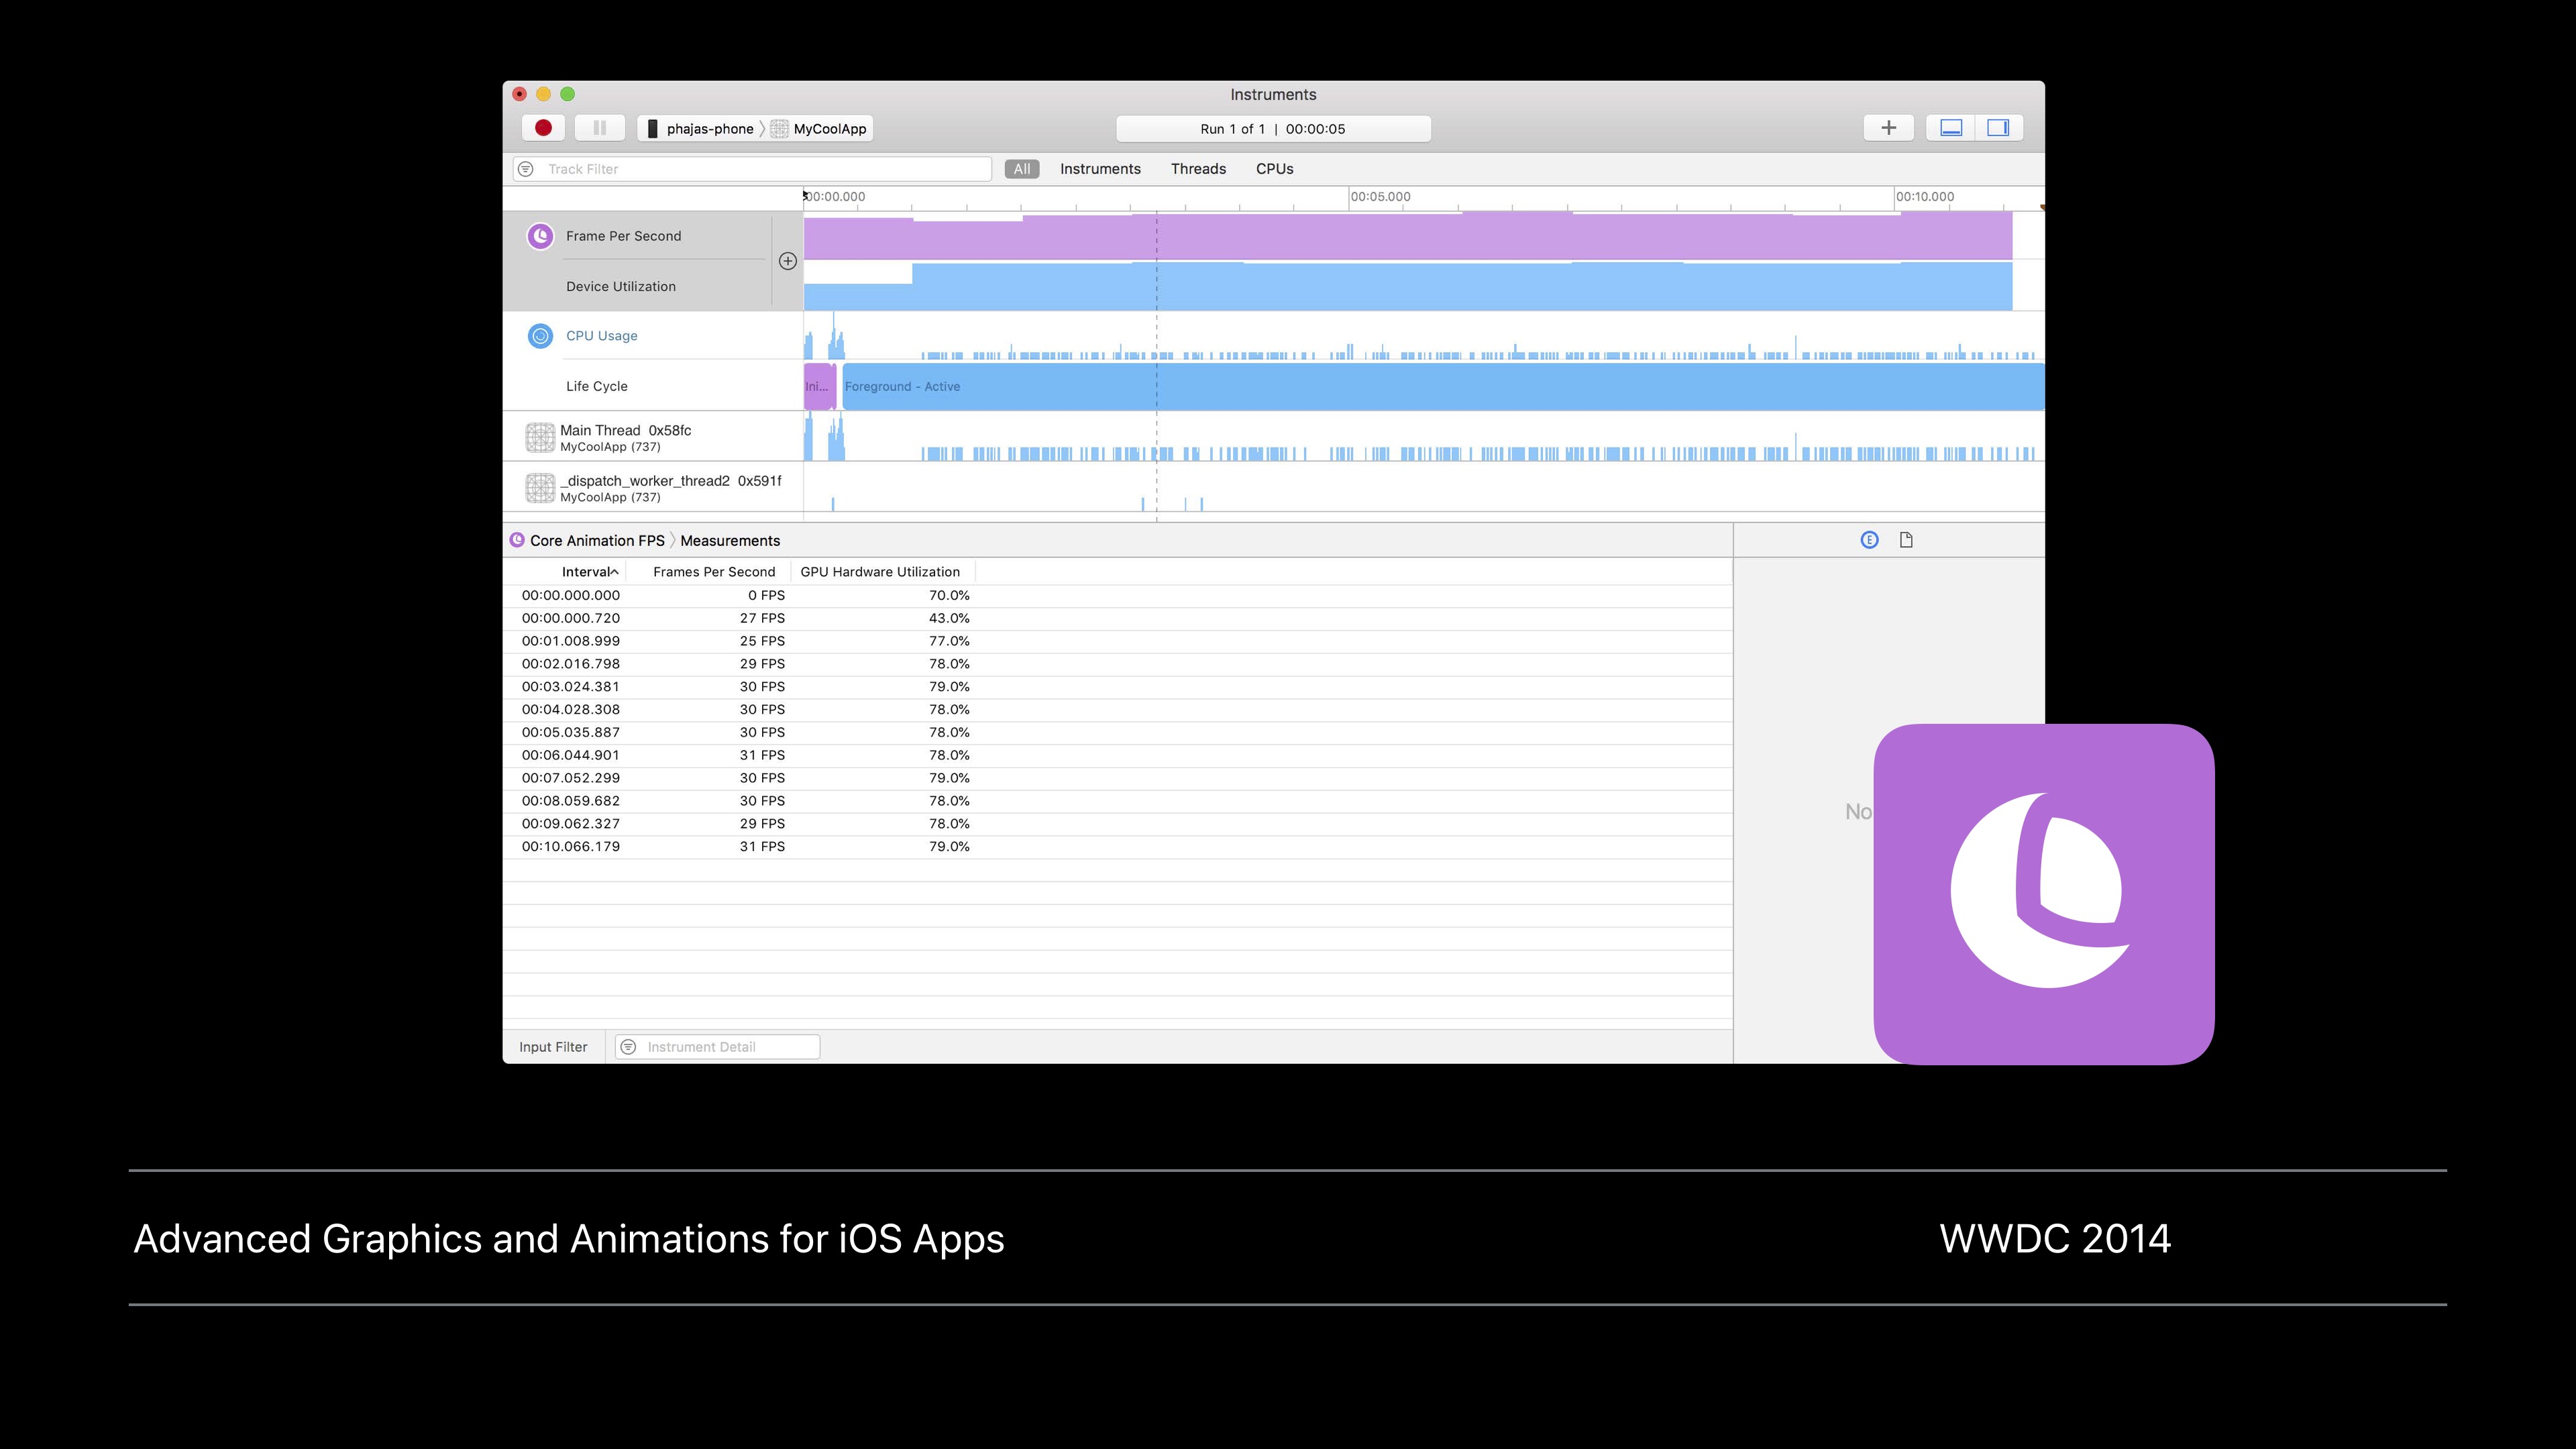 Instruments
phajas-phone 〉 MyCoolApp
Run 1 of 1 | 00:00:05
Track Filter All Instruments Threads CPUs
00:00.000 00:05.000 00:10.000
Frame Per Second
Device Utilization
CPU Usage
Life Cycle Ini... Foreground - Active
Main Thread 0x58fc
MyCoolApp (737)
_dispatch_worker_thread2 0x591f
MyCoolApp (737)
Core Animation FPS 〉 Measurements
E
Interval Frames Per Second GPU Hardware Utilization
00:00.000.000 0 FPS 70.0%
00:00.000.720 27 FPS 43.0%
00:01.008.999 25 FPS 77.0%
00:02.016.798 29 FPS 78.0%
00:03.024.381 30 FPS 79.0%
00:04.028.308 30 FPS 78.0%
00:05.035.887 30 FPS 78.0%
00:06.044.901 31 FPS 78.0%
00:07.052.299 30 FPS 79.0%
00:08.059.682 30 FPS 78.0%
00:09.062.327 29 FPS 78.0%
00:10.066.179 31 FPS 79.0%
No
Input Filter Instrument Detail
Advanced Graphics and Animations for iOS Apps WWDC 2014